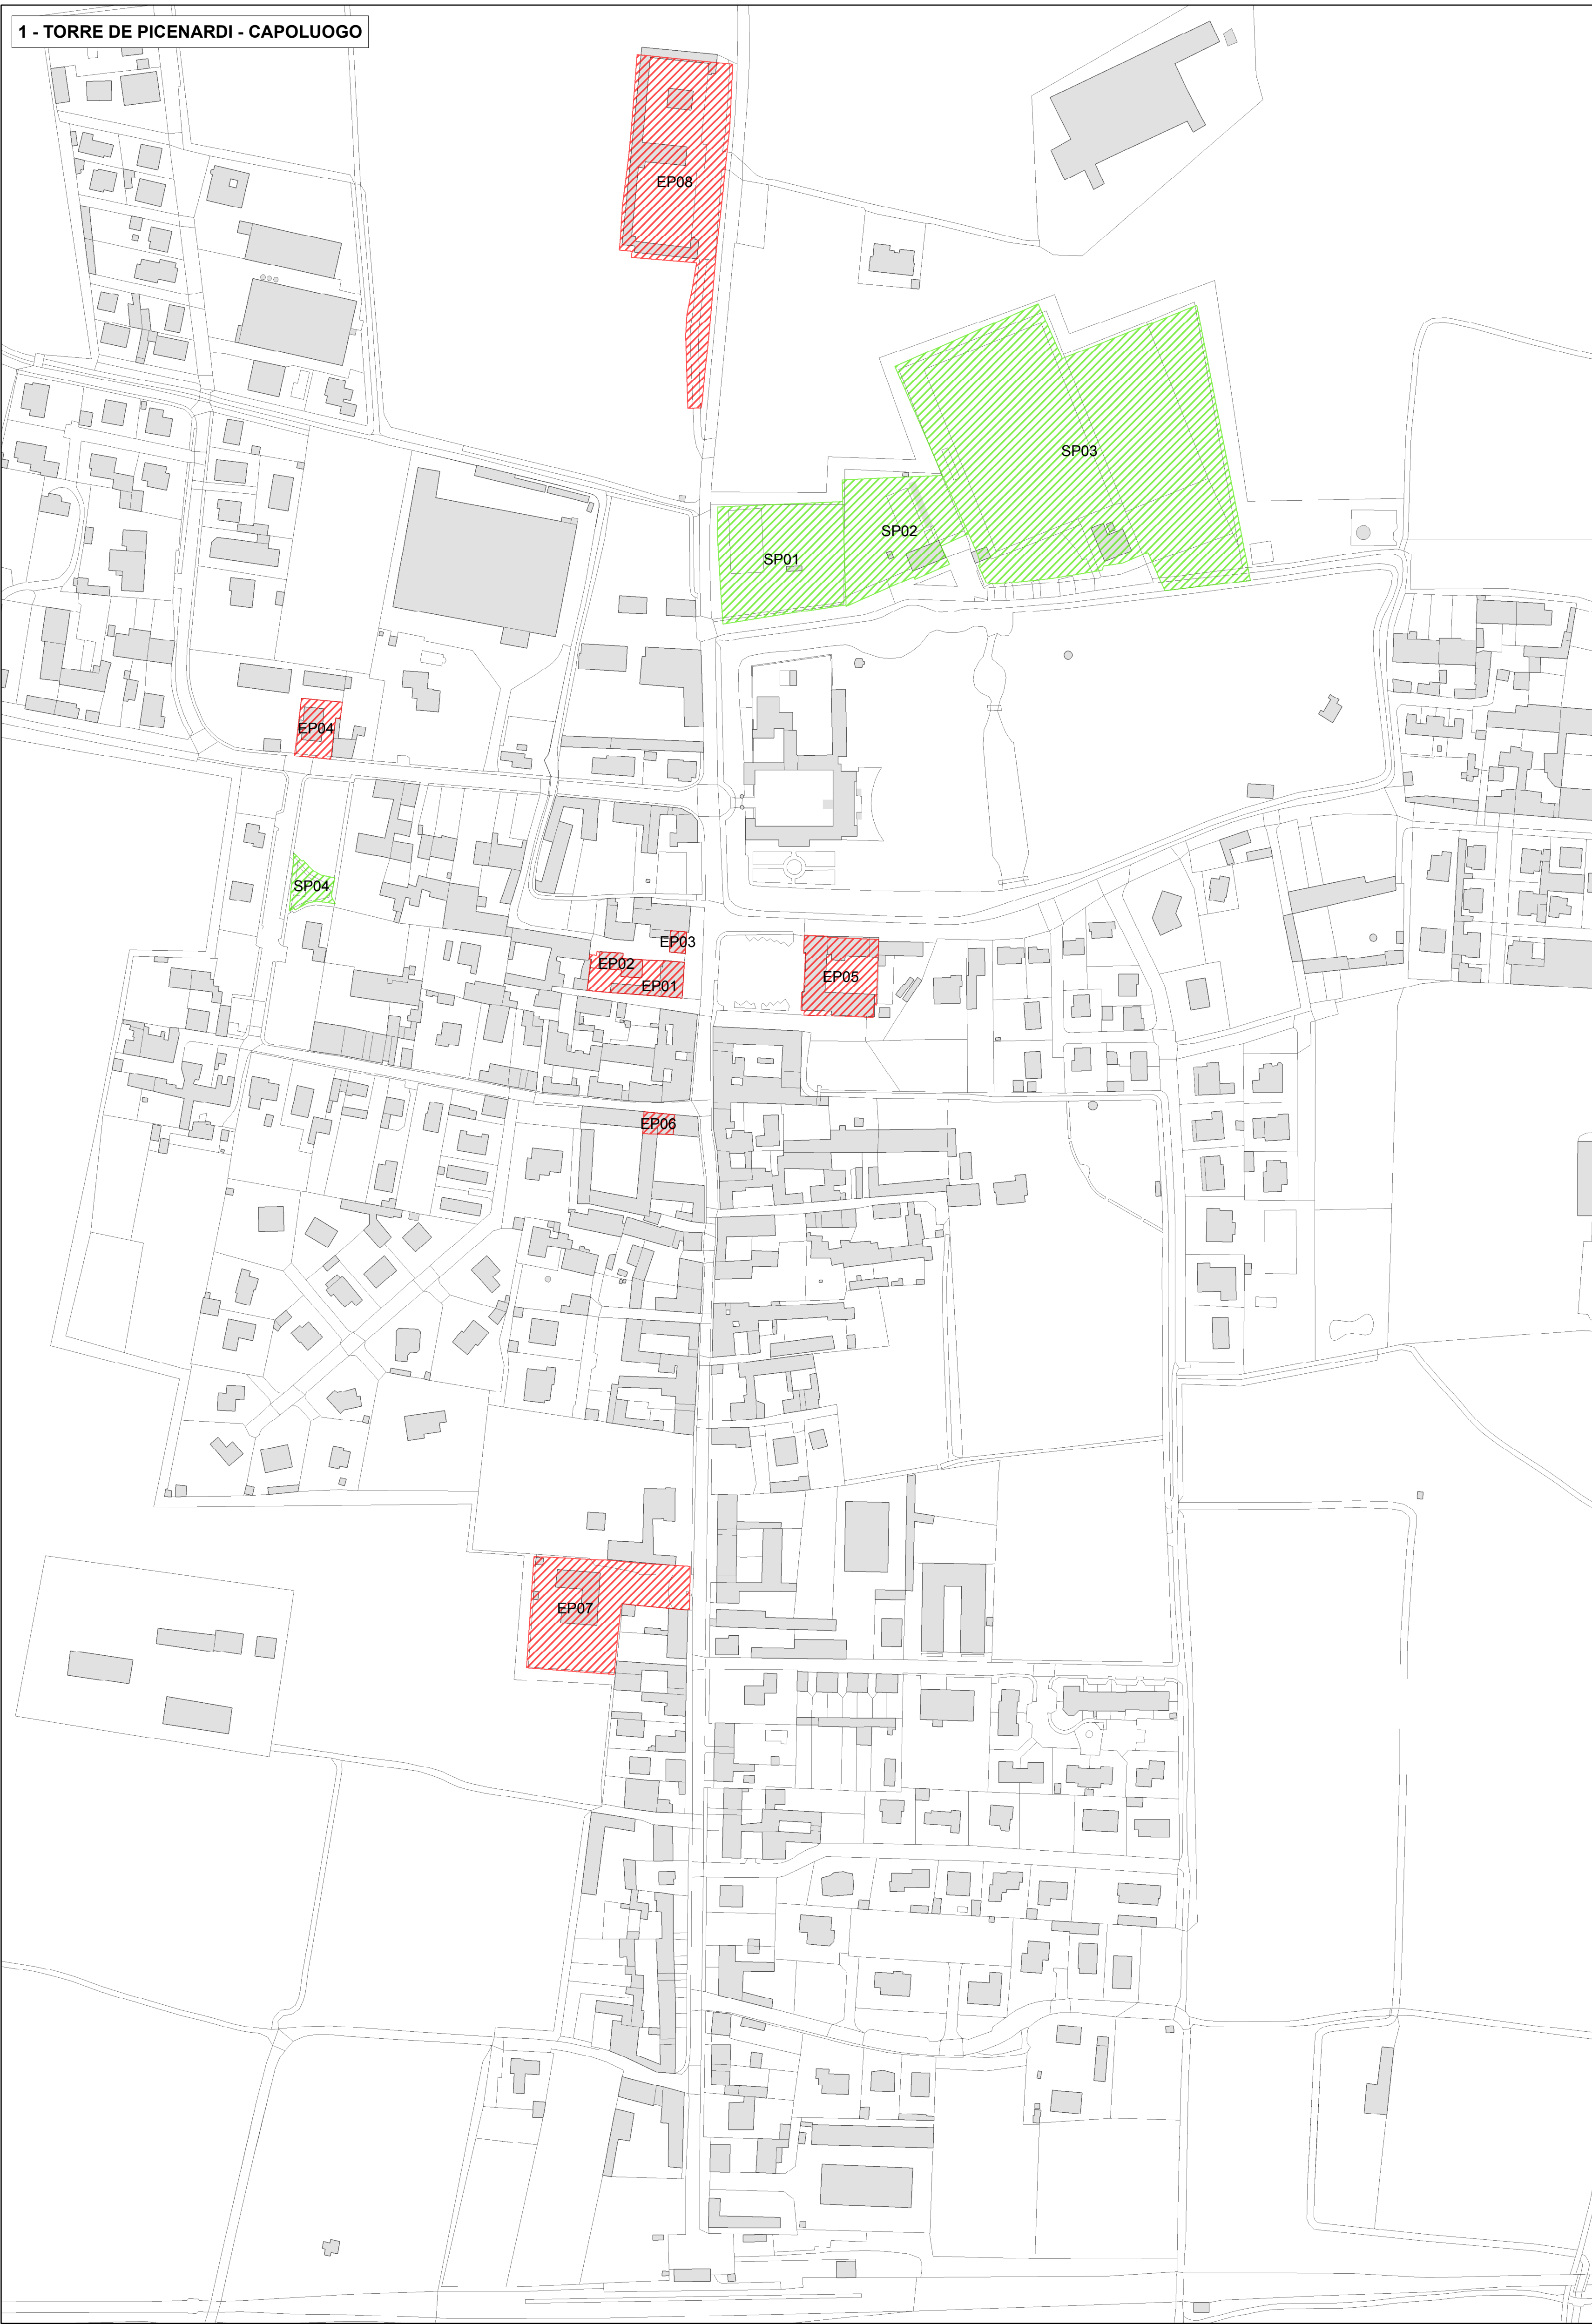 1 - TORRE DE PICENARDI - CAPOLUOGO
EP08
SP03
SP02
SP01
EP04
SP04
EP03
EP02
EP01
EP05
EP06
EP07